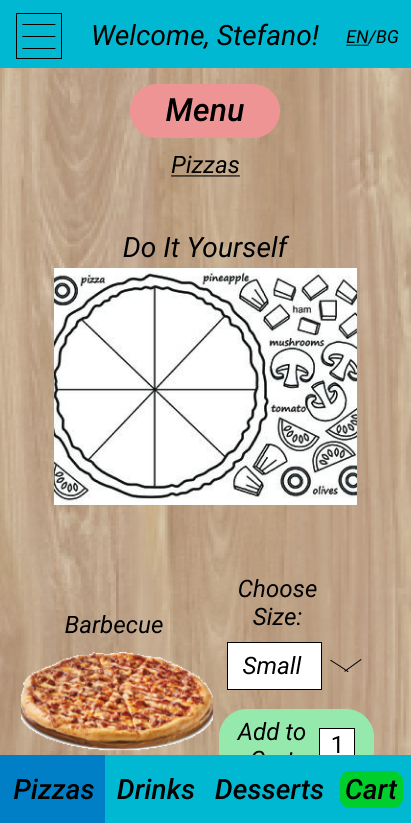 Welcome, Stefano!
EN/BG
Menu
Pizzas
Do It Yourself
pizza
pineapple
ham
mushrooms
tomato
olives
Choose
Size:
Barbecue
Small
Add to
1
Pizzas
Drinks
Desserts
Cart